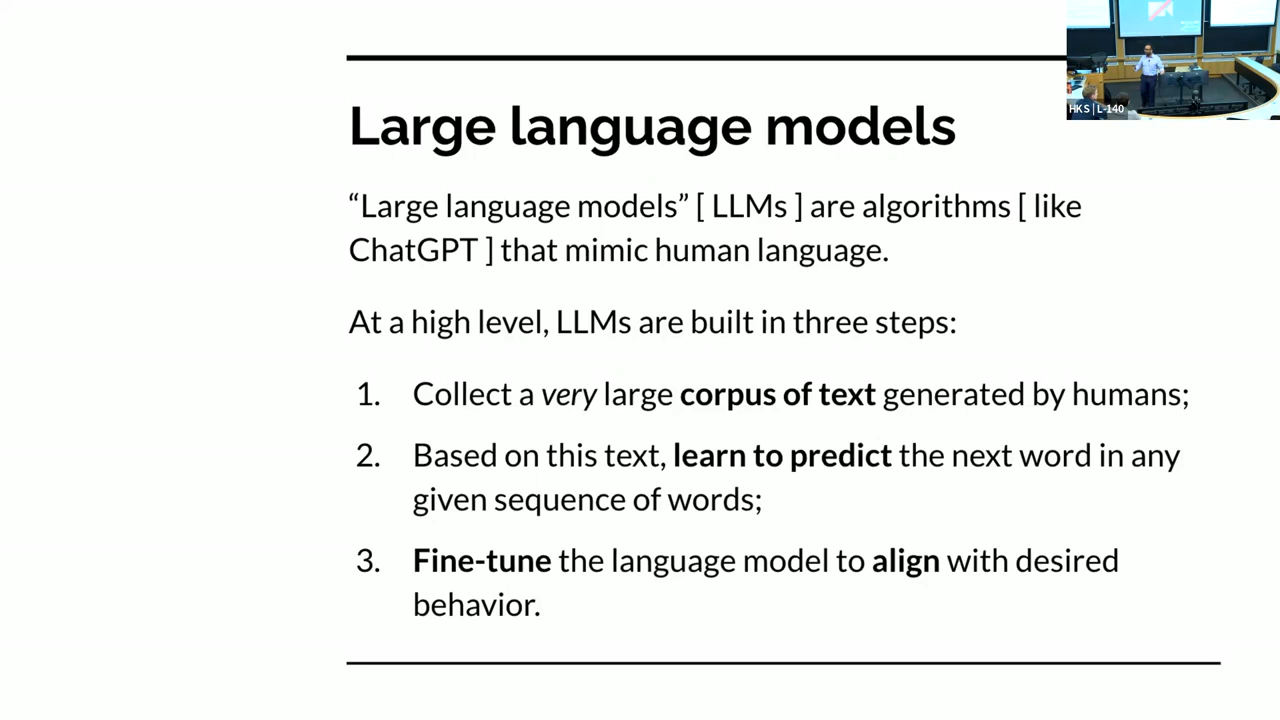 HKS | L-140
Large language models
“Large language models” [ LLMs ] are algorithms [ like
ChatGPT ] that mimic human language.
At a high level, LLMs are built in three steps:
1. Collect a very large corpus of text generated by humans;
2. Based on this text, learn to predict the next word in any
given sequence of words;
3. Fine-tune the language model to align with desired
behavior.